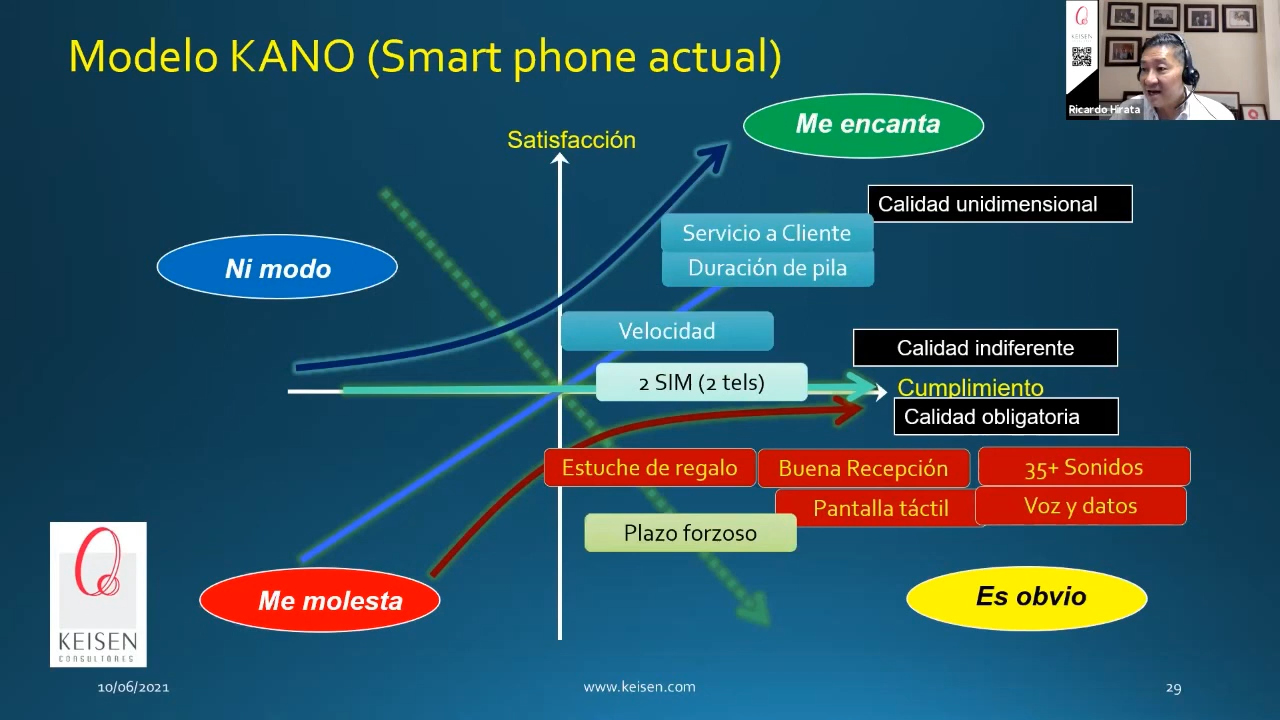 Modelo KANO (Smart phone actual)
KEISEN
Ricardo Hirata
Me encanta
Satisfacción
Calidad unidimensional
Servicio a Cliente
Duración de pila
Ni modo
Velocidad
Calidad indiferente
2 SIM (2 tels)
Cumplimiento
Calidad obligatoria
Estuche de regalo
Buena Recepción
35+ Sonidos
Pantalla táctil
Voz y datos
Plazo forzoso
Me molesta
Es obvio
KEISEN
CONSULTORES
10/06/2021
www.keisen.com
29